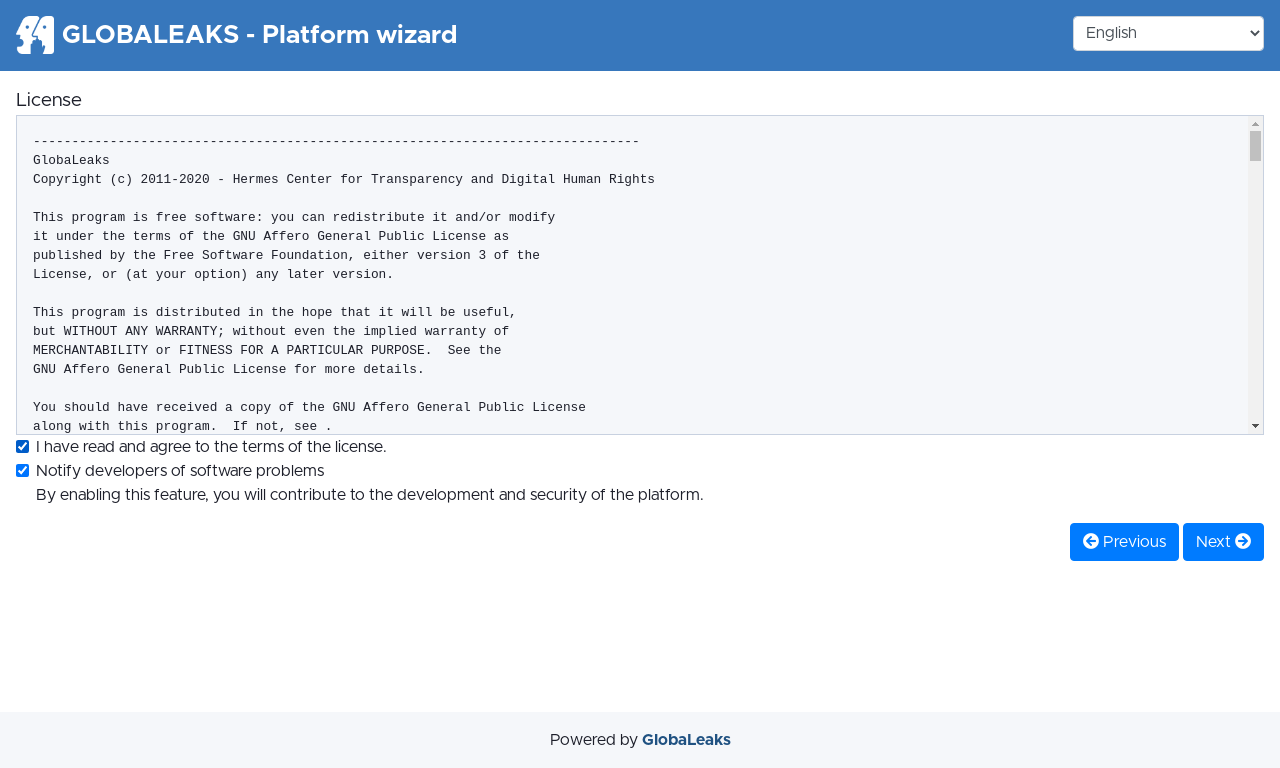 GLOBALEAKS - Platform wizard
English
License
-------------------------------------------------------------------------------
GlobaLeaks
Copyright (c) 2011-2020 - Hermes Center for Transparency and Digital Human Rights
This program is free software: you can redistribute it and/or modify
it under the terms of the GNU Affero General Public License as
published by the Free Software Foundation, either version 3 of the
License, or (at your option) any later version.
This program is distributed in the hope that it will be useful,
but WITHOUT ANY WARRANTY; without even the implied warranty of
MERCHANTABILITY or FITNESS FOR A PARTICULAR PURPOSE.  See the
GNU Affero General Public License for more details.
You should have received a copy of the GNU Affero General Public License
along with this program.  If not, see .
I have read and agree to the terms of the license.
Notify developers of software problems
By enabling this feature, you will contribute to the development and security of the platform.
Previous
Next
Powered by GlobaLeaks